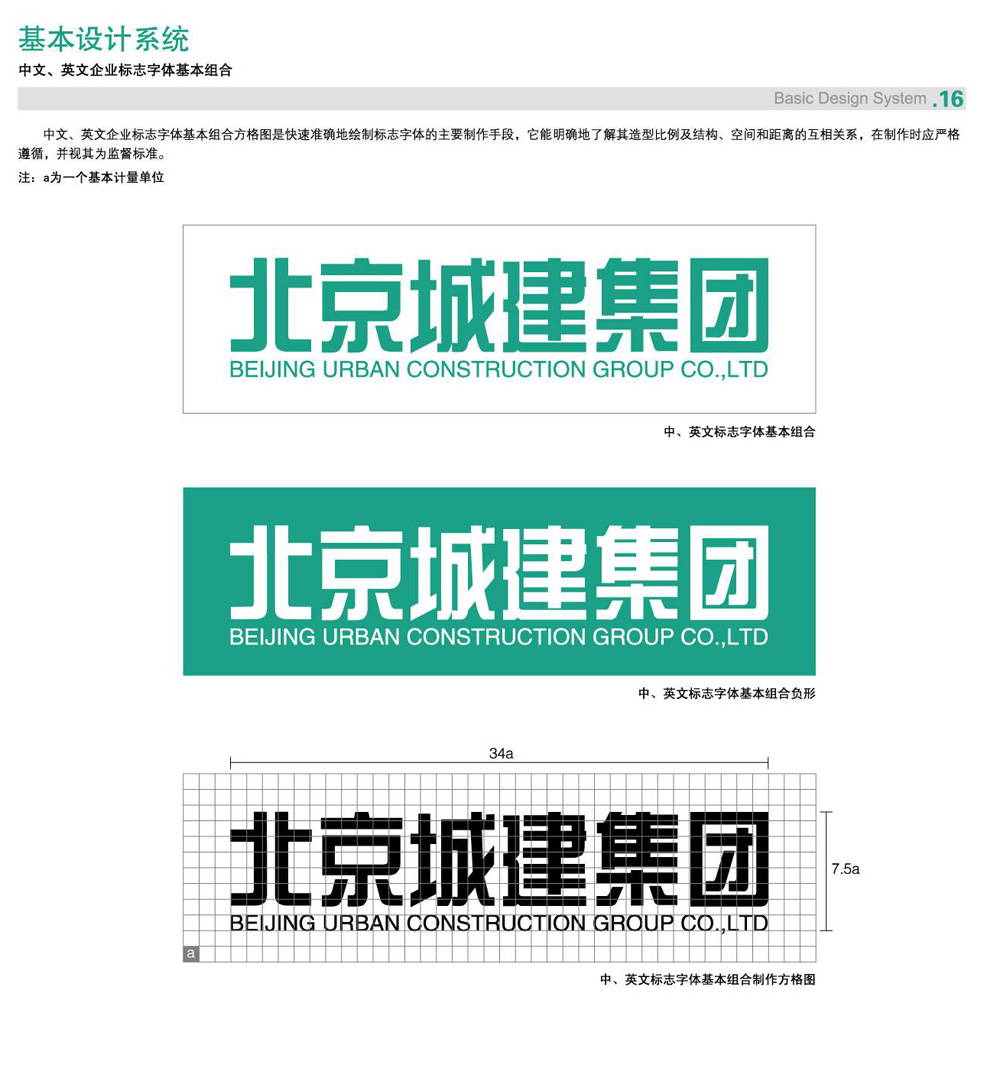 基本设计系统
中文、英文企业标志字体基本组合
Basic Design System .16
中文、英文企业标志字体基本组合方格图是快速准确地绘制标志字体的主要制作手段，它能明确地了解其造型比例及结构、空间和距离的互相关系，在制作时应严格
遵循，并视其为监督标准。
注：a为一个基本计量单位
北京城建集团
BEIJING URBAN CONSTRUCTION GROUP CO.,LTD
中、英文标志字体基本组合
北京城建集团
BEIJING URBAN CONSTRUCTION GROUP CO.,LTD
中、英文标志字体基本组合负形
34a
北京城建集团
7.5a
BEIJING URBAN CONSTRUCTION GROUP CO.,LTD
a
中、英文标志字体基本组合制作方格图